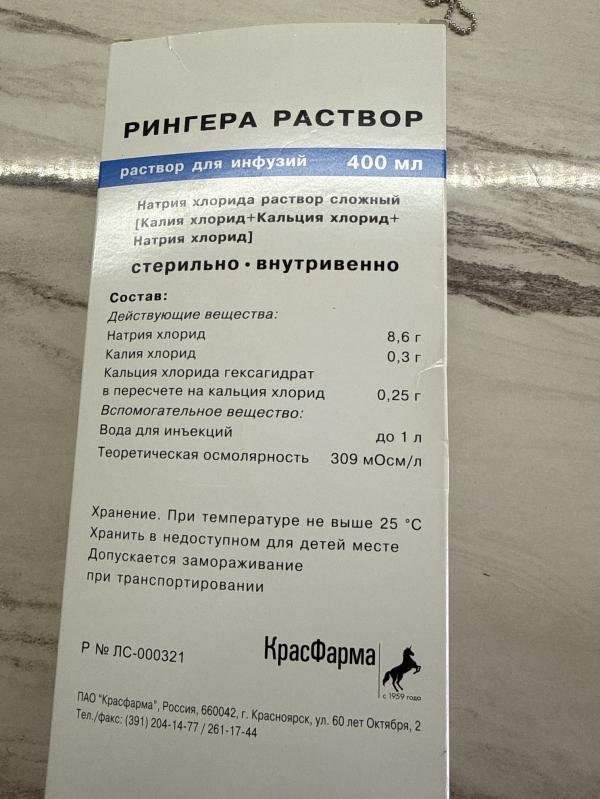 РИНГЕРА РАСТВОР
раствор для инфузий 400 мл
Натрия хлорида раствор сложный
[Калия хлорид+Кальция хлорид+
Натрия хлорид]
стерильно • внутривенно
Состав:
Действующие вещества:
Натрия хлорид 8,6 г
Калия хлорид 0,3 г
Кальция хлорида гексагидрат
в пересчете на кальция хлорид 0,25 г
Вспомогательное вещество:
Вода для инъекций до 1 л
Теоретическая осмолярность 309 мОсм/л
Хранение. При температуре не выше 25 °С
Хранить в недоступном для детей месте
Допускается замораживание
при транспортировании
Р № ЛС-000321
КрасФарма
с 1959 года
ПАО "Красфарма", Россия, 660042, г. Красноярск, ул. 60 лет Октября, 2
Тел./факс: (391) 204-14-77 / 261-17-44